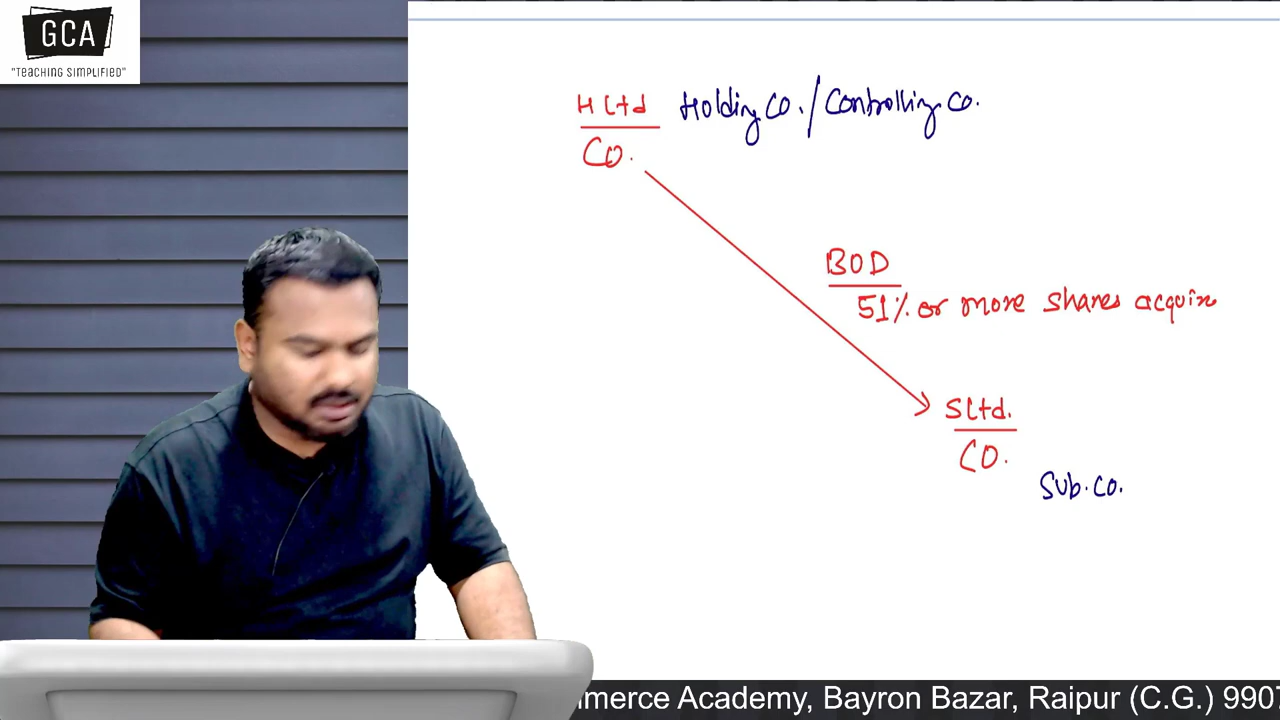 GCA
"TEACHING SIMPLIFIED"
H Ltd Holding Co. / Controlling Co.
Co.
BOD
51% or more shares acquire
S Ltd.
CO.
Sub. Co.
mmerce Academy, Bayron Bazar, Raipur (C.G.) 990